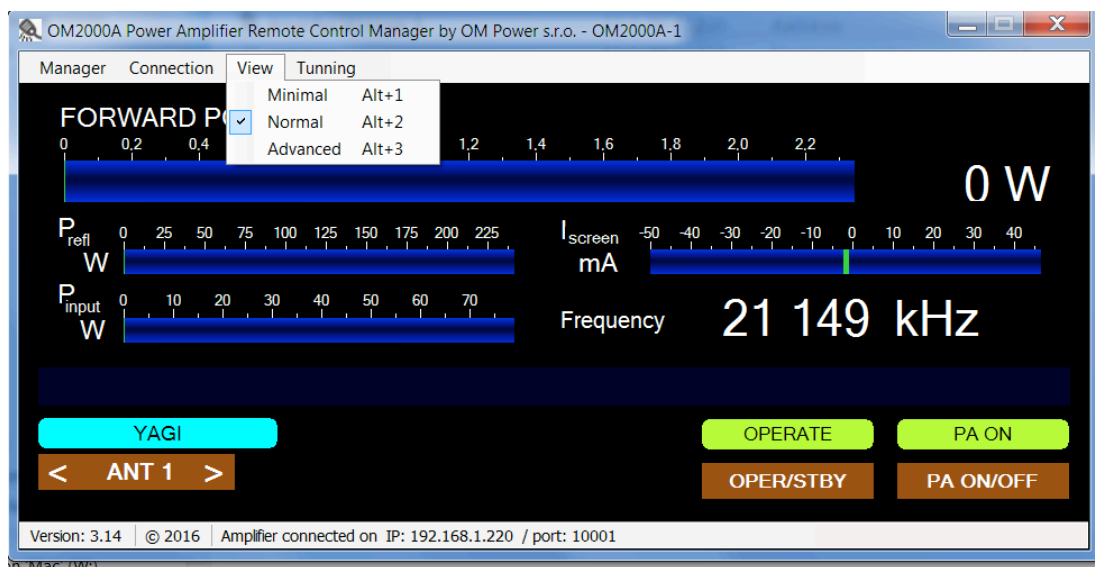 OM2000A Power Amplifier Remote Control Manager by OM Power s.r.o. - OM2000A-1
Manager Connection View Tunning
Minimal Alt+1
Normal Alt+2
Advanced Alt+3
FORWARD
0 0,2 0,4 1,2 1,4 1,6 1,8 2,0 2,2
0 W
Prefl W
0 25 50 75 100 125 150 175 200 225
Iscreen mA
-50 -40 -30 -20 -10 0 10 20 30 40
Pinput W
0 10 20 30 40 50 60 70
Frequency 21 149 kHz
YAGI
OPERATE PA ON
< ANT 1 >
OPER/STBY PA ON/OFF
Version: 3.14 © 2016 Amplifier connected on IP: 192.168.1.220 / port: 10001